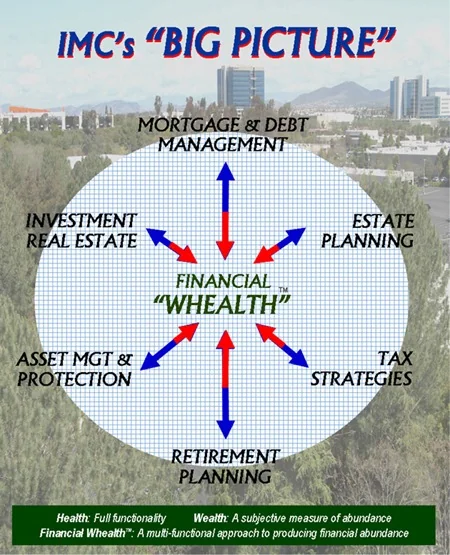 IMC's "BIG PICTURE"
MORTGAGE & DEBT
MANAGEMENT
INVESTMENT
REAL ESTATE
ESTATE
PLANNING
FINANCIAL
"WHEALTH"™
ASSET MGT &
PROTECTION
TAX
STRATEGIES
RETIREMENT
PLANNING
Health: Full functionality Wealth: A subjective measure of abundance
Financial Whealth™: A multi-functional approach to producing financial abundance